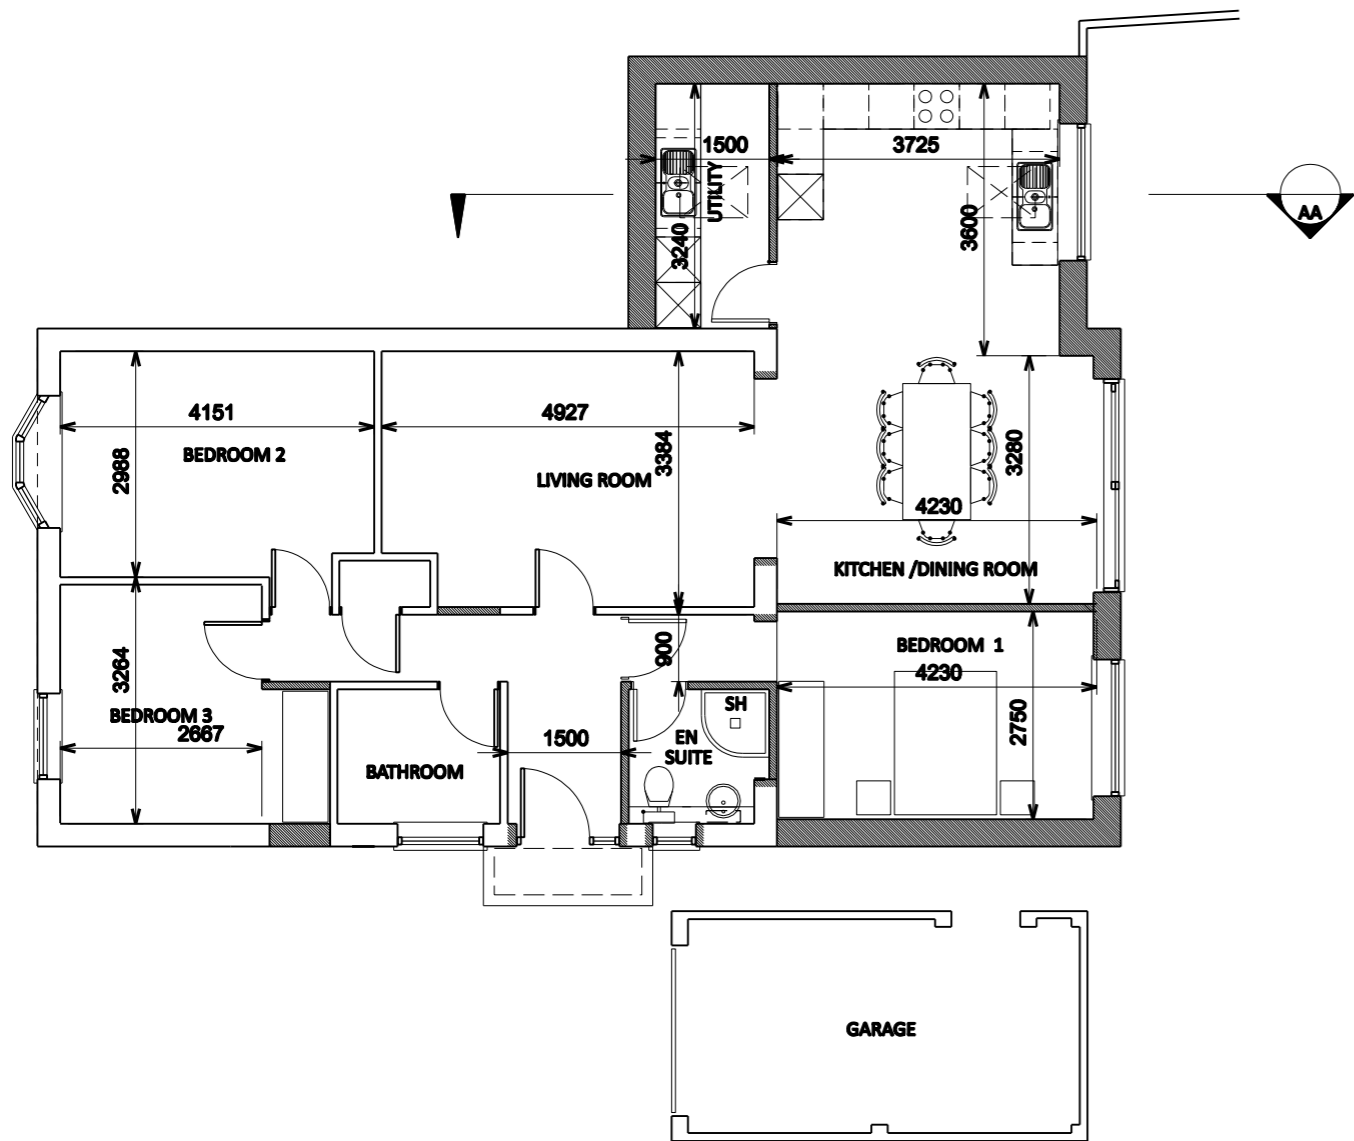 1500
3725
UTILITY
3240
3600
AA
4151
4927
BEDROOM 2
2988
LIVING ROOM
3384
3280
4230
KITCHEN /DINING ROOM
3264
900
BEDROOM 1
4230
2750
BEDROOM 3
2667
SH
EN
SUITE
1500
BATHROOM
GARAGE